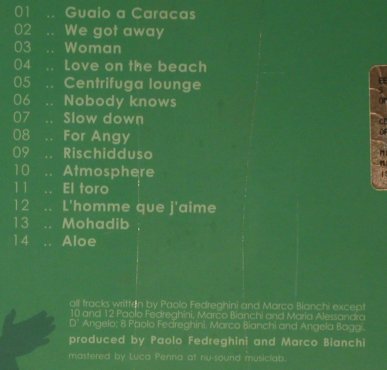 01 .. Guaio a Caracas
02 .. We got away
03 .. Woman
04 .. Love on the beach
05 .. Centrifuga lounge
06 .. Nobody knows
07 .. Slow down
08 .. For Angy
09 .. Rischidduso
10 .. Atmosphere
11 .. El toro
12 .. L'homme que j'aime
13 .. Mohadib
14 .. Aloe
all tracks written by Paolo Fedreghini and Marco Bianchi except
10 and 12 Paolo Fedreghini, Marco Bianchi and Maria Alessandra
D' Angelo; 8 Paolo Fedreghini, Marco Bianchi and Angela Baggi.
produced by Paolo Fedreghini and Marco Bianchi
mastered by Luca Penna at nu-sound musiclab.